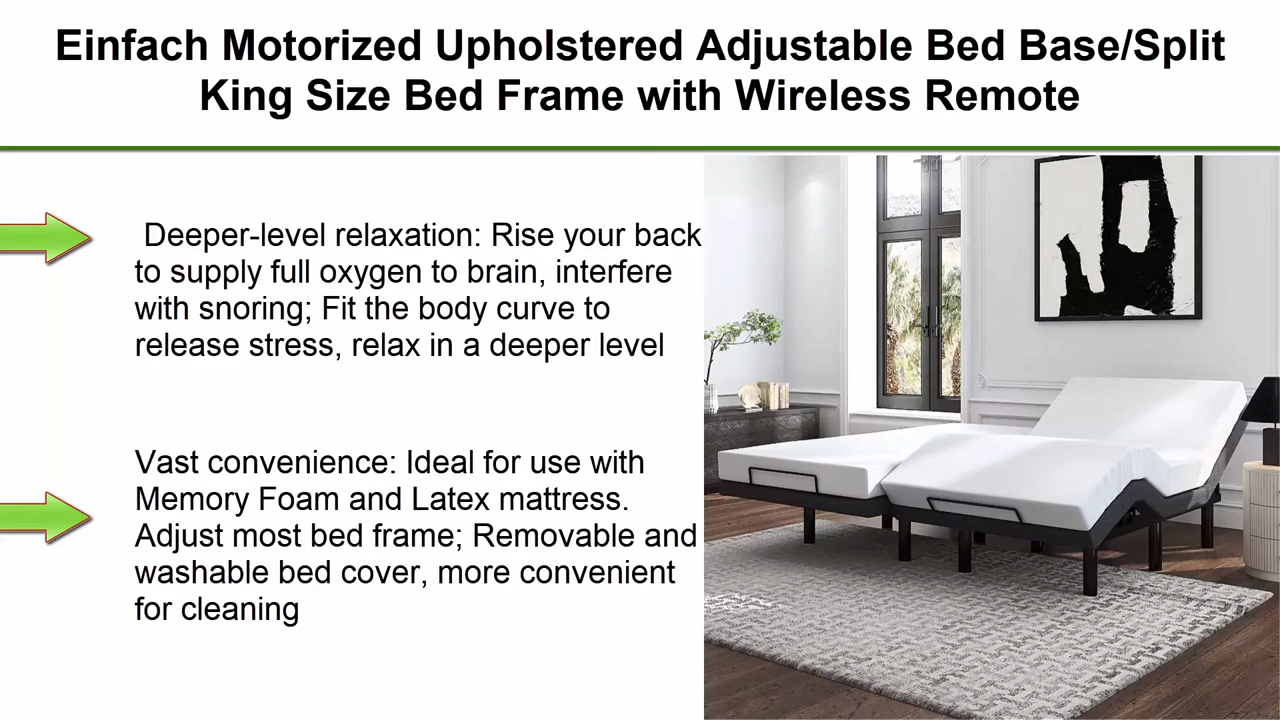 Einfach Motorized Upholstered Adjustable Bed Base/Split
King Size Bed Frame with Wireless Remote
Deeper-level relaxation: Rise your back
to supply full oxygen to brain, interfere
with snoring; Fit the body curve to
release stress, relax in a deeper level
Vast convenience: Ideal for use with
Memory Foam and Latex mattress.
Adjust most bed frame; Removable and
washable bed cover, more convenient
for cleaning